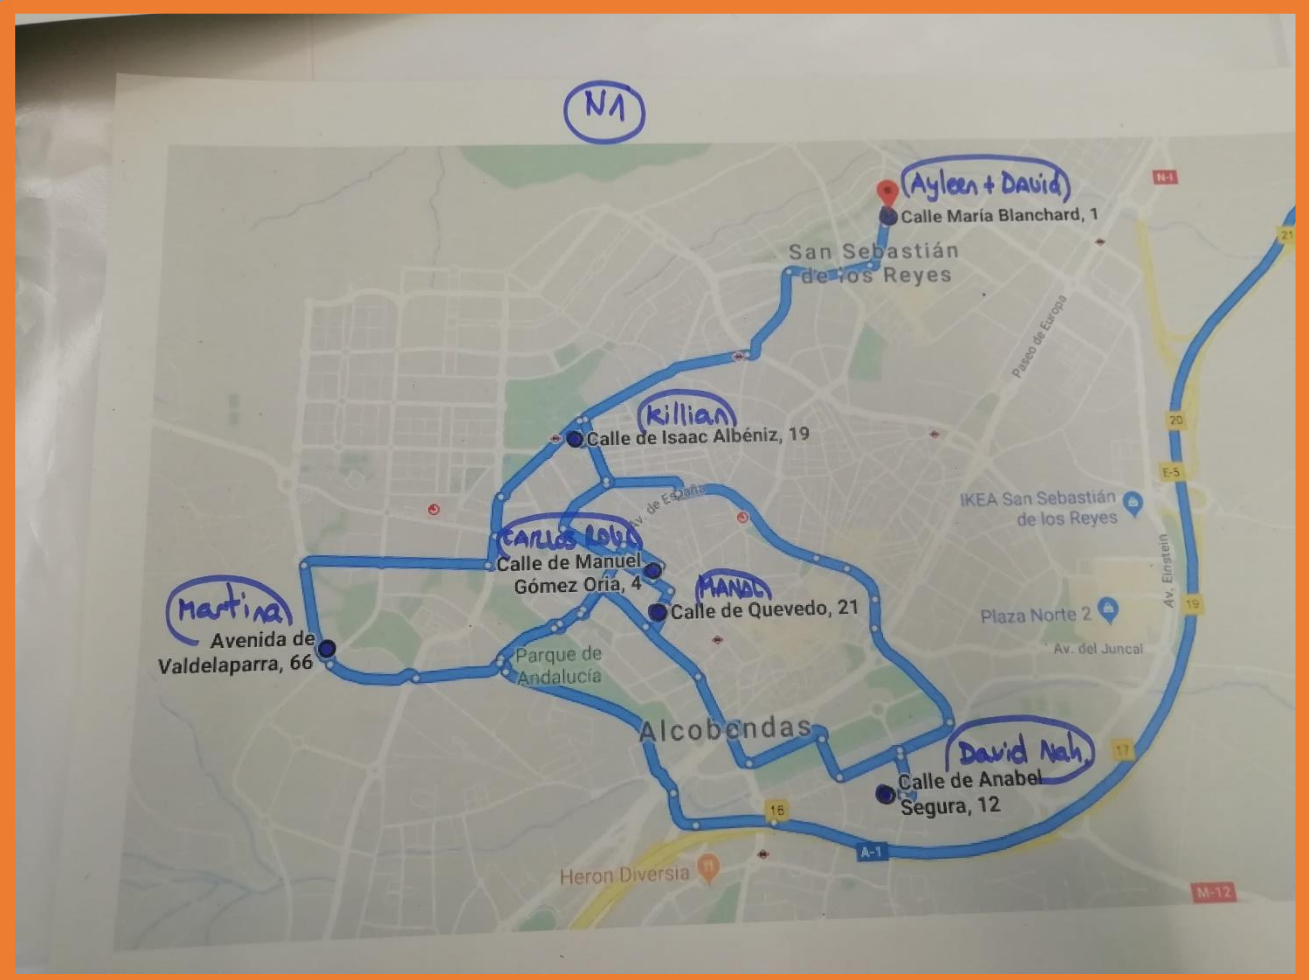 N1
Ayleen + David
N-I
Calle María Blanchard, 1
San Sebastián
de los Reyes
21
Paseo de Europa
Killian
Calle de Isaac Albéniz, 19
20
E-5
Av. de España
IKEA San Sebastián
de los Reyes
CARLOS
Calle de Manuel
Gómez Oria, 4
Av. Einstein
Martina
Calle de Quevedo, 21
Plaza Norte 2
19
Avenida de
Valdelaparra, 66
Parque de
Andalucía
Av. del Juncal
Alcobendas
David Nah.
17
Calle de Anabel
Segura, 12
16
A-1
Heron Diversia
M-12